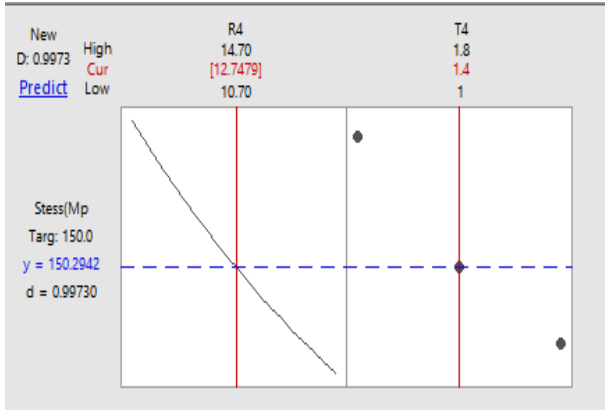 New R4 T4
D: 0.9973 High 14.70 1.8
Cur [12.7479] 1.4
Predict Low 10.70 1
Stess(Mp
Targ: 150.0
y = 150.2942
d = 0.99730